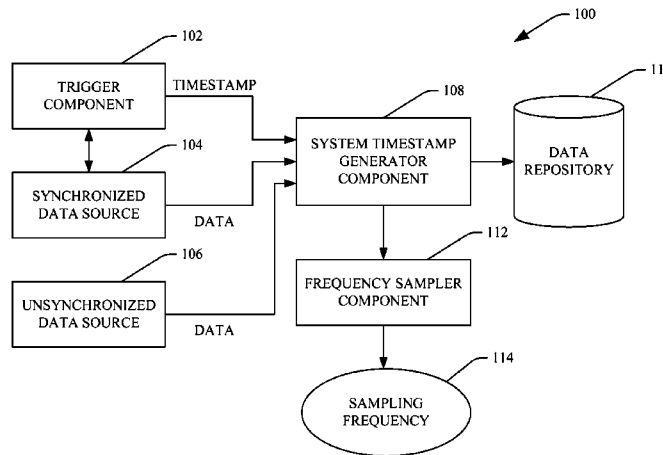 100
102
TRIGGER
COMPONENT
TIMESTAMP
104
SYNCHRONIZED
DATA SOURCE
DATA
106
UNSYNCHRONIZED
DATA SOURCE
DATA
108
SYSTEM TIMESTAMP
GENERATOR
COMPONENT
11
DATA
REPOSITORY
112
FREQUENCY SAMPLER
COMPONENT
114
SAMPLING
FREQUENCY